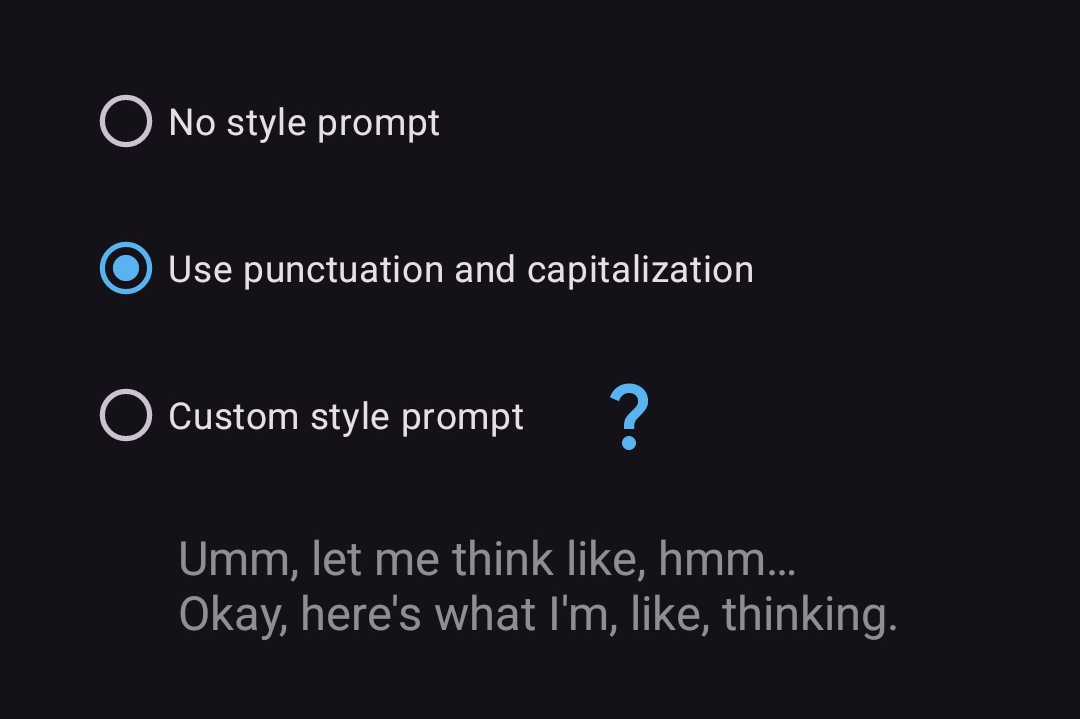 No style prompt
Use punctuation and capitalization
Custom style prompt ?
Umm, let me think like, hmm…
Okay, here's what I'm, like, thinking.